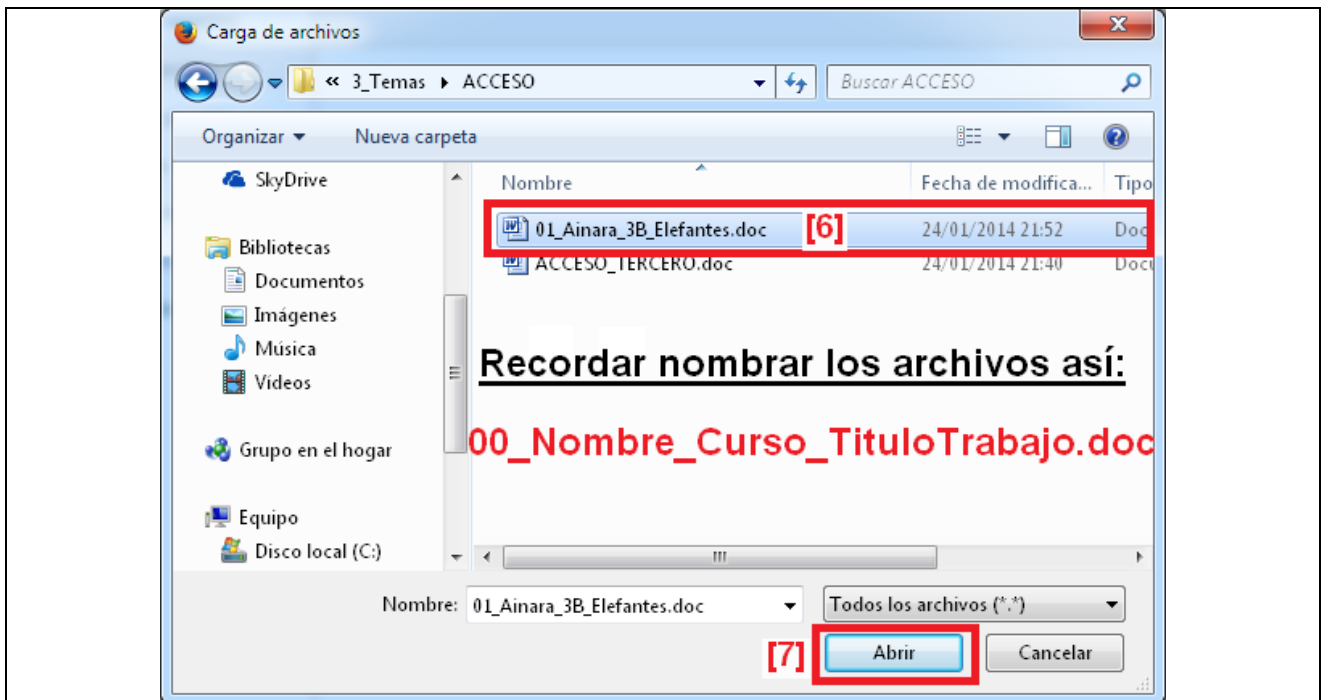 Carga de archivos
« 3_Temas ACCESO Buscar ACCESO
Organizar Nueva carpeta
SkyDrive
Bibliotecas
Documentos
Imágenes
Música
Vídeos
Grupo en el hogar
Equipo
Disco local (C:)
Nombre Fecha de modifica... Tipo
01_Ainara_3B_Elefantes.doc [6] 24/01/2014 21:52 Doc
ACCESO_TERCERO.doc 24/01/2014 21:40 Docu
Recordar nombrar los archivos así:
00_Nombre_Curso_TituloTrabajo.doc
Nombre: 01_Ainara_3B_Elefantes.doc Todos los archivos (*.*)
[7] Abrir Cancelar